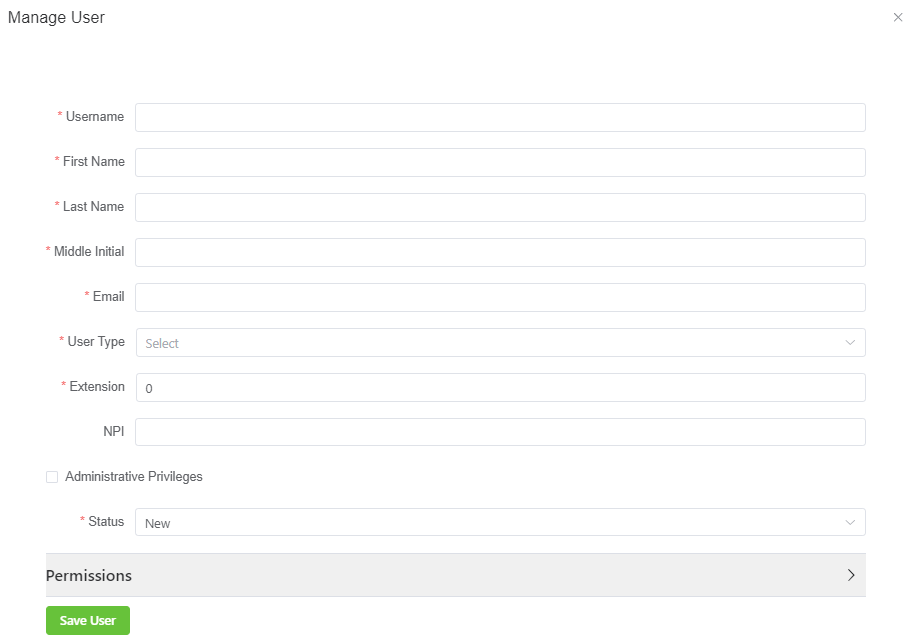 Manage User
* Username
* First Name
* Last Name
* Middle Initial
* Email
* User Type Select
* Extension 0
NPI
Administrative Privileges
* Status New
Permissions
Save User